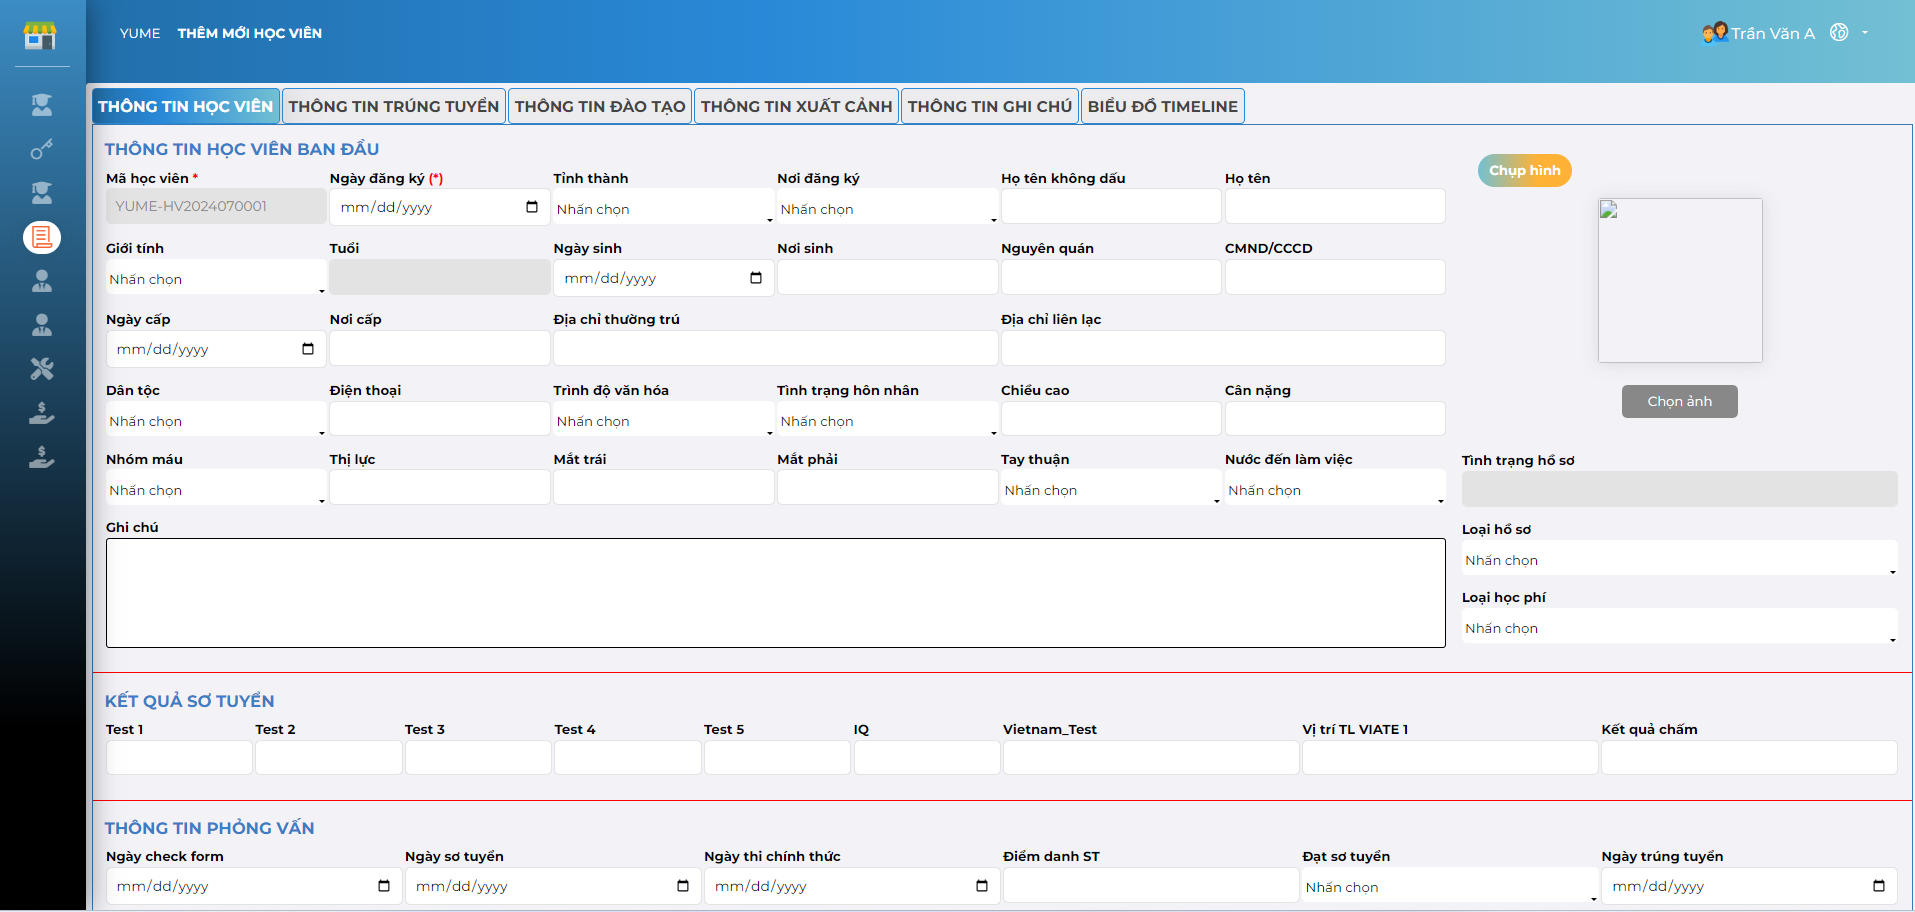 YUME THÊM MỚI HỌC VIÊN
Trần Văn A
THÔNG TIN HỌC VIÊN THÔNG TIN TRÚNG TUYỂN THÔNG TIN ĐÀO TẠO THÔNG TIN XUẤT CẢNH THÔNG TIN GHI CHÚ BIỂU ĐỒ TIMELINE
THÔNG TIN HỌC VIÊN BAN ĐẦU
Mã học viên * Ngày đăng ký (*) Tỉnh thành Nơi đăng ký Họ tên không dấu Họ tên
YUME-HV2024070001 mm/dd/yyyy Nhấn chọn Nhấn chọn
Chụp hình
Giới tính Tuổi Ngày sinh Nơi sinh Nguyên quán CMND/CCCD
Nhấn chọn mm/dd/yyyy
Ngày cấp Nơi cấp Địa chỉ thường trú Địa chỉ liên lạc
mm/dd/yyyy
Dân tộc Điện thoại Trình độ văn hóa Tình trạng hôn nhân Chiều cao Cân nặng
Nhấn chọn Nhấn chọn Nhấn chọn
Chọn ảnh
Nhóm máu Thị lực Mắt trái Mắt phải Tay thuận Nước đến làm việc
Nhấn chọn Nhấn chọn Nhấn chọn
Tình trạng hồ sơ
Ghi chú
Loại hồ sơ
Nhấn chọn
Loại học phí
Nhấn chọn
KẾT QUẢ SƠ TUYỂN
Test 1 Test 2 Test 3 Test 4 Test 5 IQ Vietnam_Test Vị trí TL VIATE 1 Kết quả chấm
THÔNG TIN PHỎNG VẤN
Ngày check form Ngày sơ tuyển Ngày thi chính thức Điểm danh ST Đạt sơ tuyển Ngày trúng tuyển
mm/dd/yyyy mm/dd/yyyy mm/dd/yyyy Nhấn chọn mm/dd/yyyy